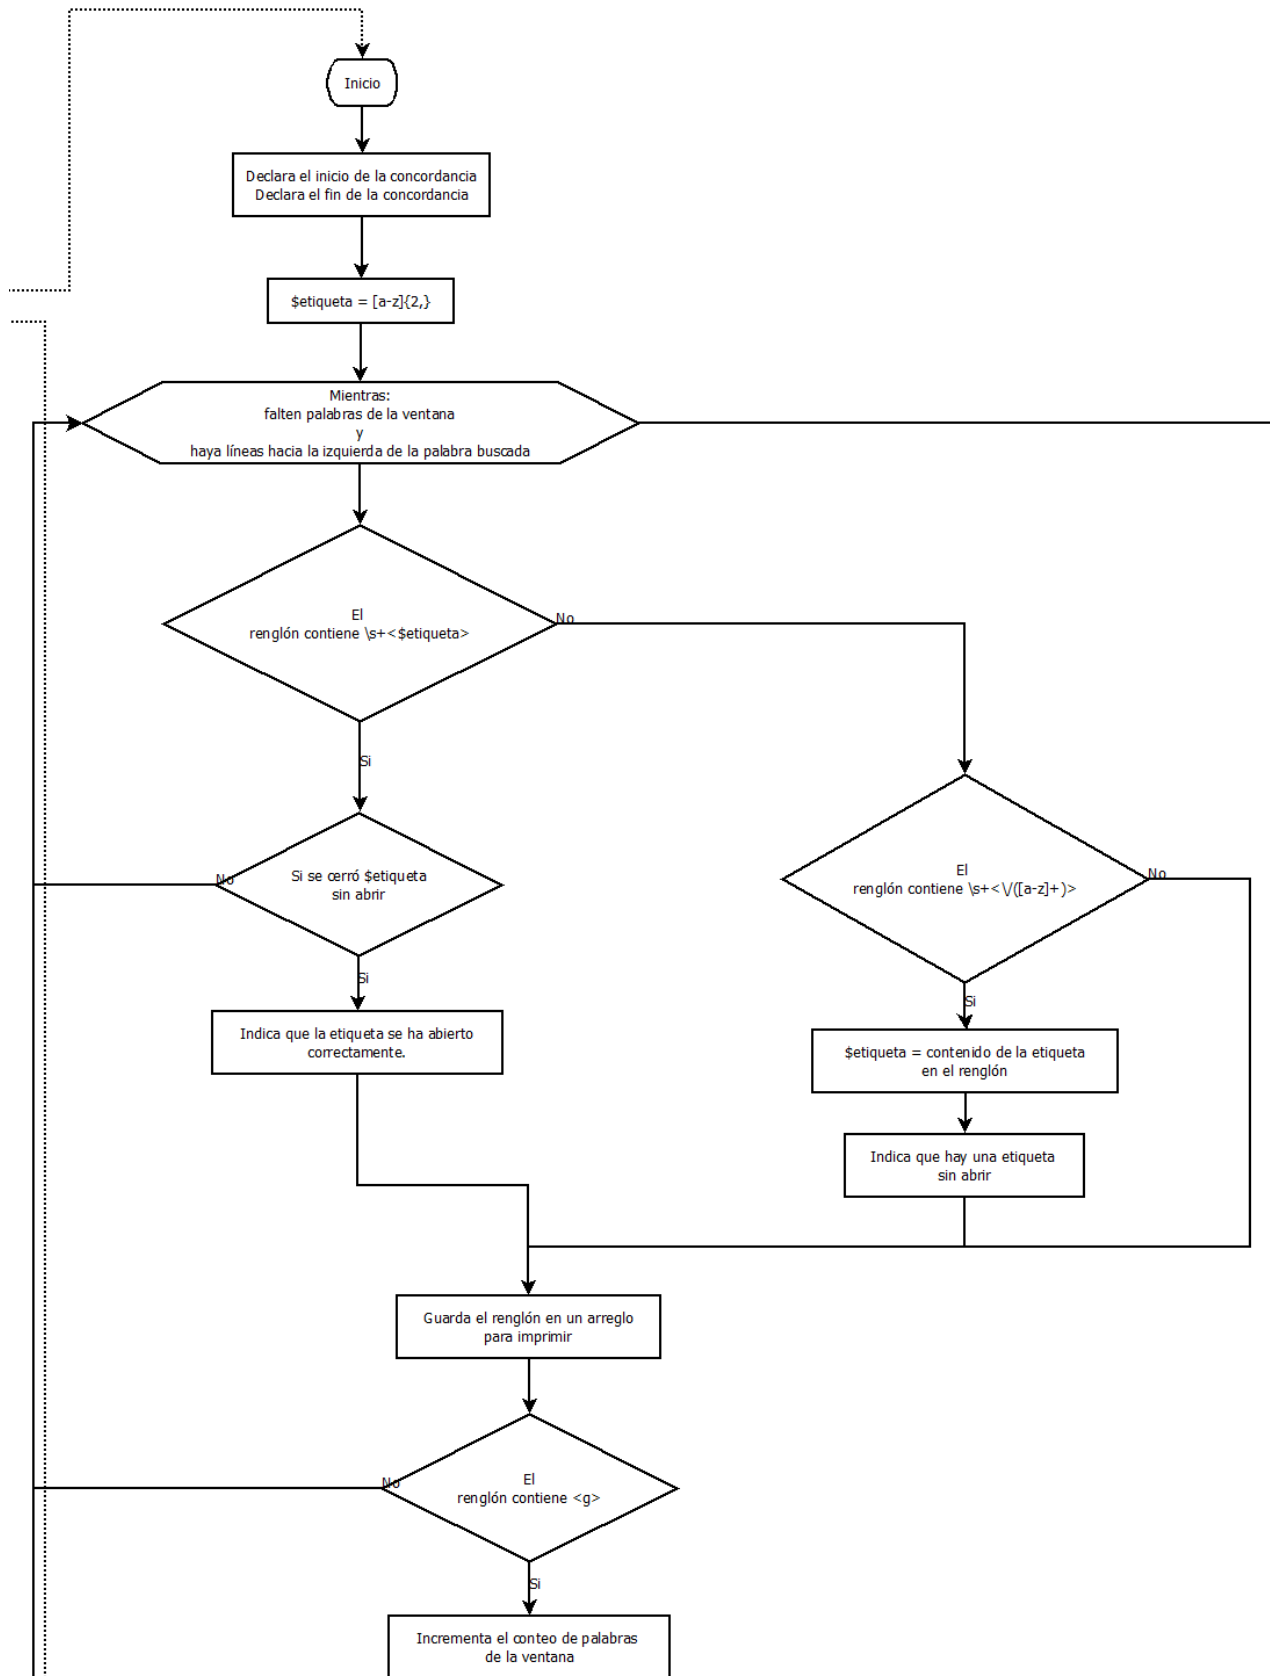 Inicio
Declara el inicio de la concordancia
Declara el fin de la concordancia
$etiqueta = [a-z]{2,}
Mientras:
falten palabras de la ventana
y
haya líneas hacia la izquierda de la palabra buscada
El
renglón contiene \s+<$etiqueta>
No
Si
Si se cerró $etiqueta
sin abrir
No
Si
El
renglón contiene \s+<\/([a-z]+)>
No
Si
Indica que la etiqueta se ha abierto
correctamente.
$etiqueta = contenido de la etiqueta
en el renglón
Indica que hay una etiqueta
sin abrir
Guarda el renglón en un arreglo
para imprimir
El
renglón contiene <g>
No
Si
Incrementa el conteo de palabras
de la ventana